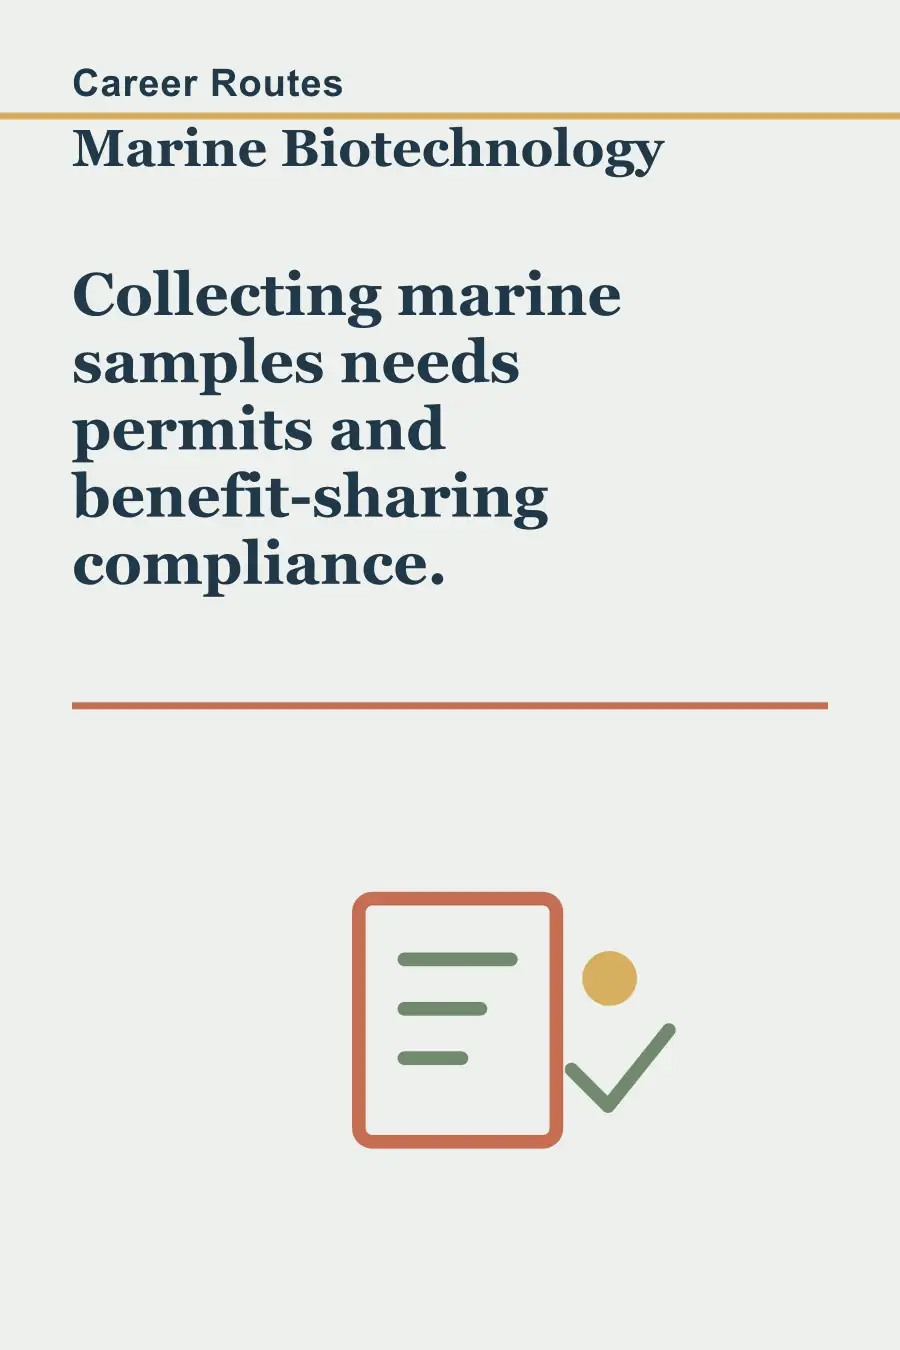 Career Routes
Marine Biotechnology
Collecting marine
samples needs
permits and
benefit-sharing
compliance.